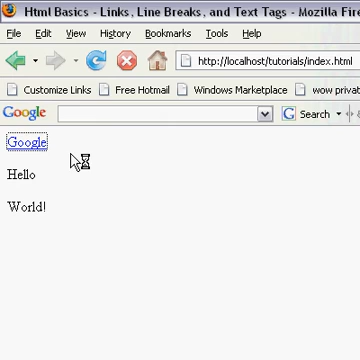 Html Basics - Links, Line Breaks, and Text Tags - Mozilla Fire
File Edit View History Bookmarks Tools Help
http://localhost/tutorials/index.html
Customize Links Free Hotmail Windows Marketplace wow privat
Google G Search
Google
Hello
World!